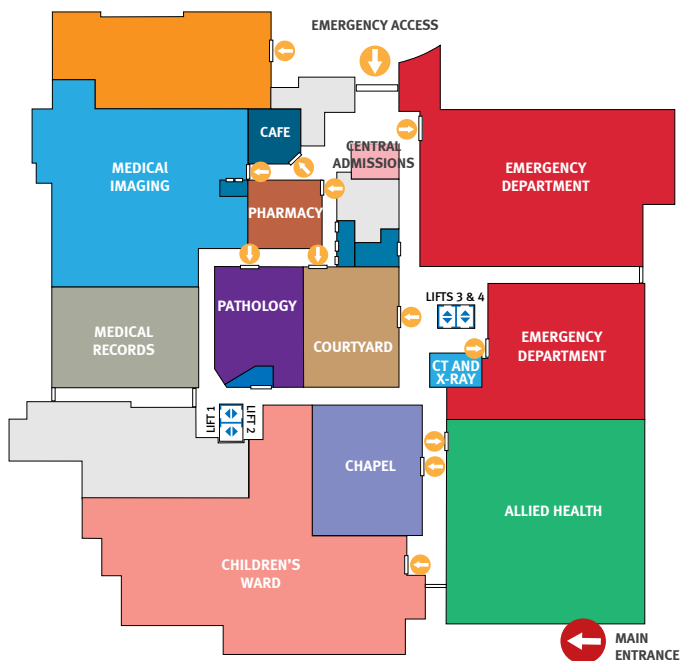 EMERGENCY ACCESS
CAFE
CENTRAL
ADMISSIONS
MEDICAL
IMAGING
EMERGENCY
DEPARTMENT
PHARMACY
LIFTS 3 & 4
PATHOLOGY
MEDICAL
RECORDS
COURTYARD
EMERGENCY
DEPARTMENT
CT AND
X-RAY
LIFT 1
LIFT 2
CHAPEL
ALLIED HEALTH
CHILDREN'S
WARD
MAIN
ENTRANCE